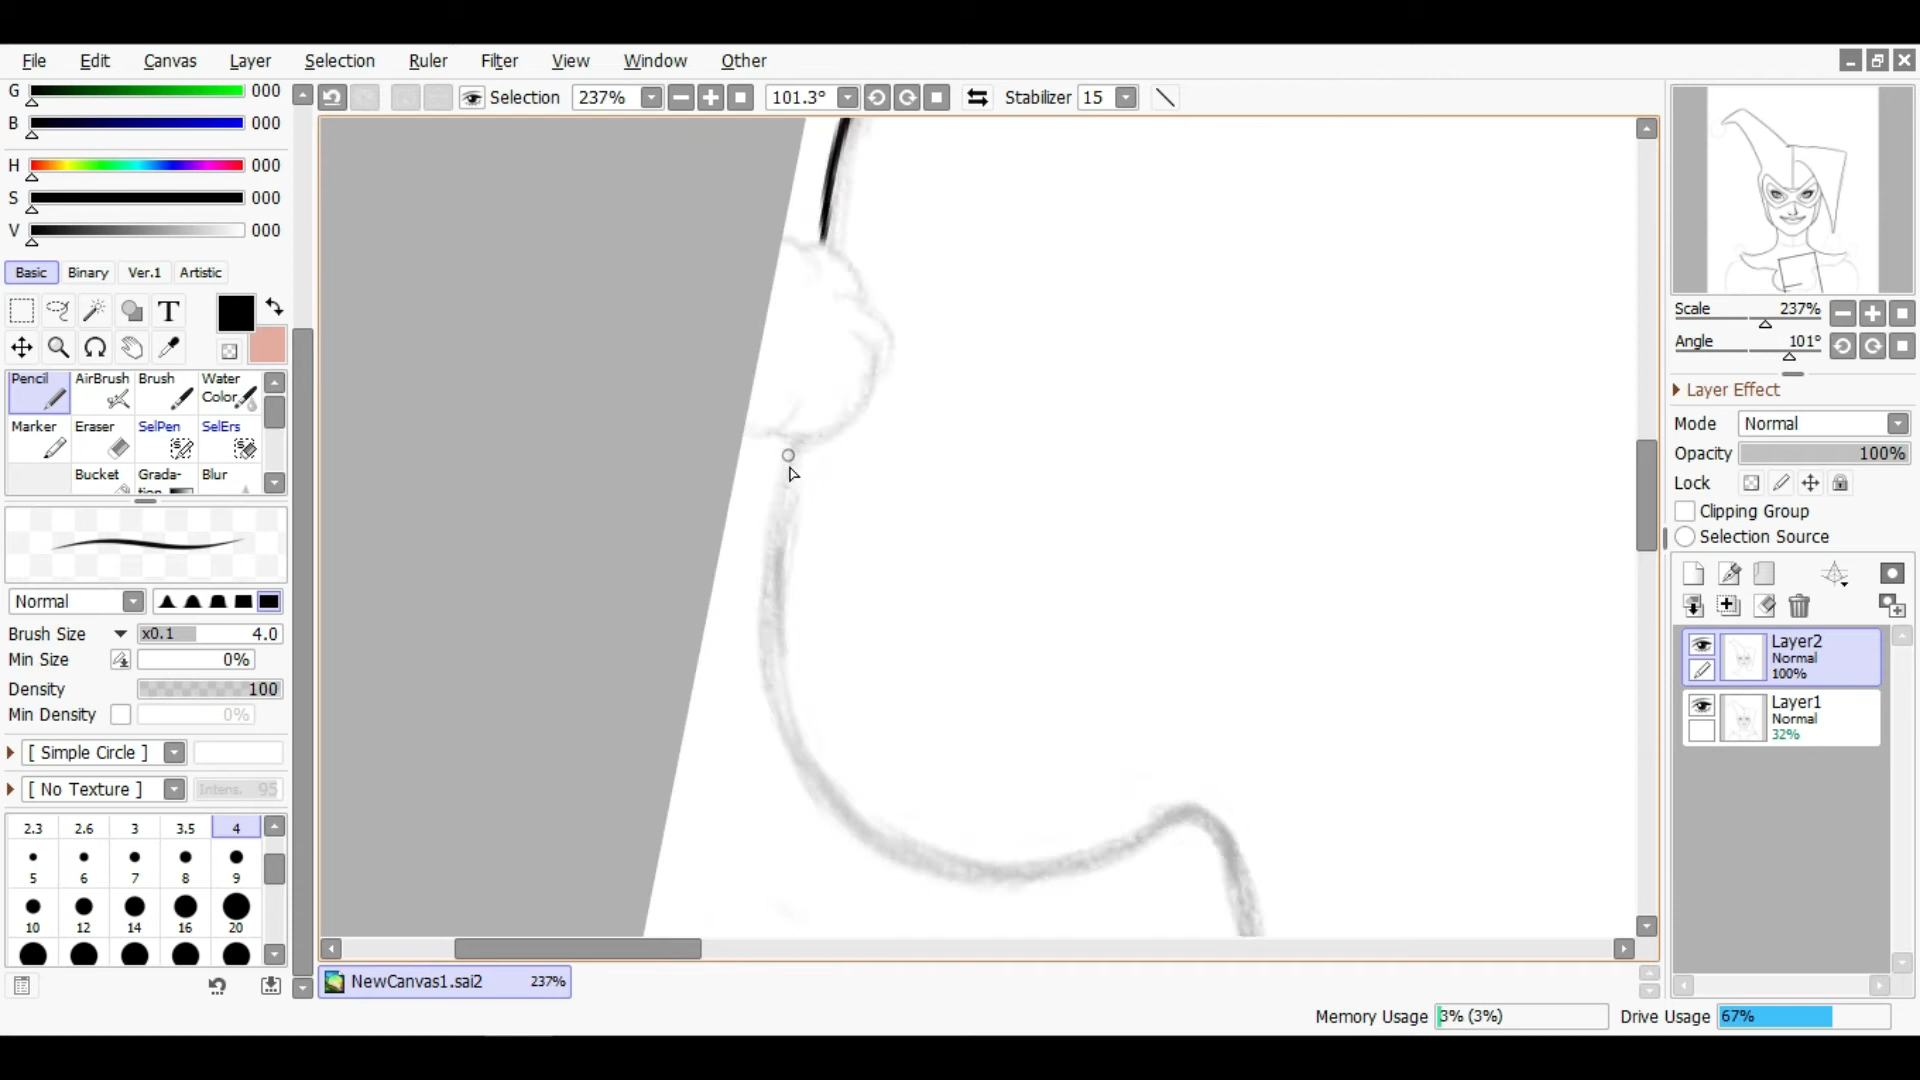 File Edit Canvas Layer Selection Ruler Filter View Window Other
G 000
B 000
H 000
S 000
V 000
Selection 237% 101.3° Stabilizer 15
Basic Binary Ver.1 Artistic
T
Pencil AirBrush Brush Water Color
Marker Eraser SelPen SelErs
Bucket Grada- Blur
tion
Normal
Brush Size x0.1 4.0
Min Size 0%
Density 100
Min Density 0%
[ Simple Circle ]
[ No Texture ] Intens. 95
2.3 2.6 3 3.5 4
5 6 7 8 9
10 12 14 16 20
NewCanvas1.sai2 237%
Scale 237%
Angle 101°
Layer Effect
Mode Normal
Opacity 100%
Lock
Clipping Group
Selection Source
Layer2
Normal
100%
Layer1
Normal
32%
Memory Usage 3% (3%) Drive Usage 67%